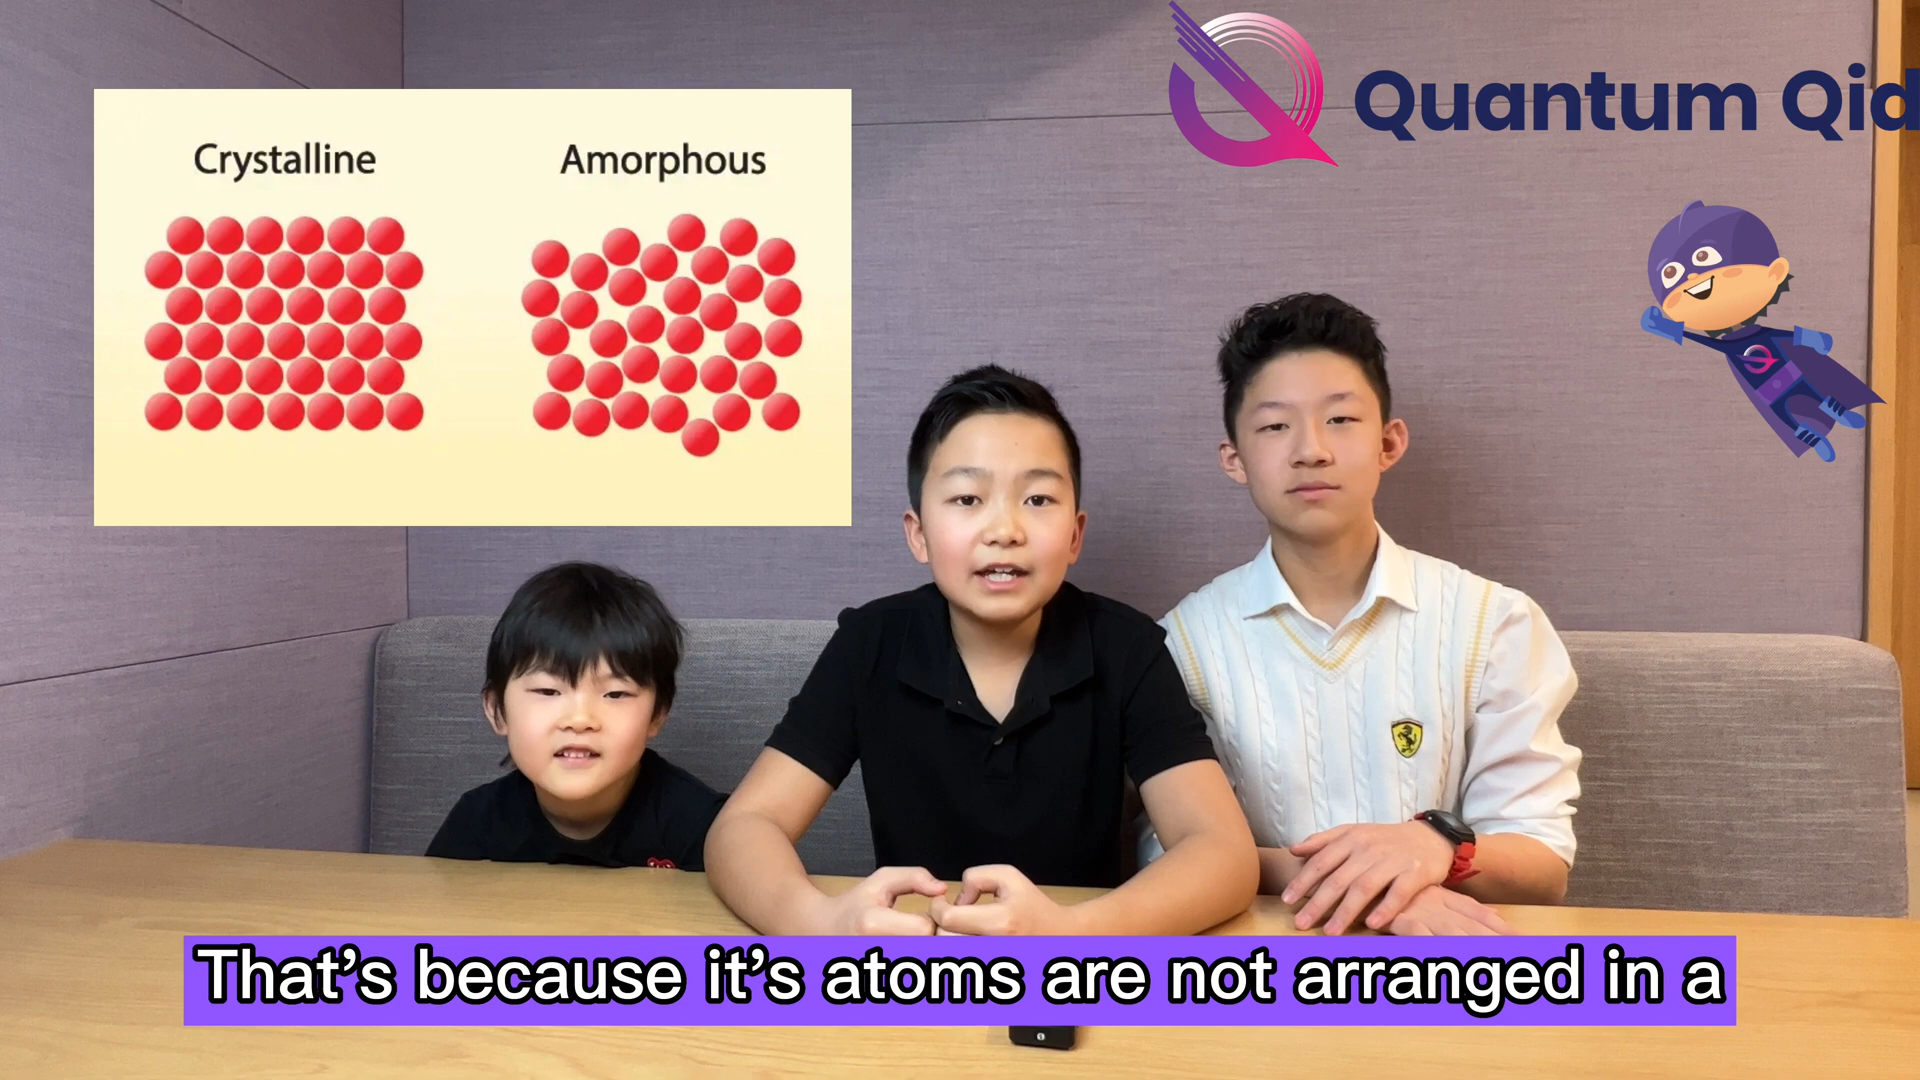 Quantum Qid
Crystalline
Amorphous
That's because it's atoms are not arranged in a